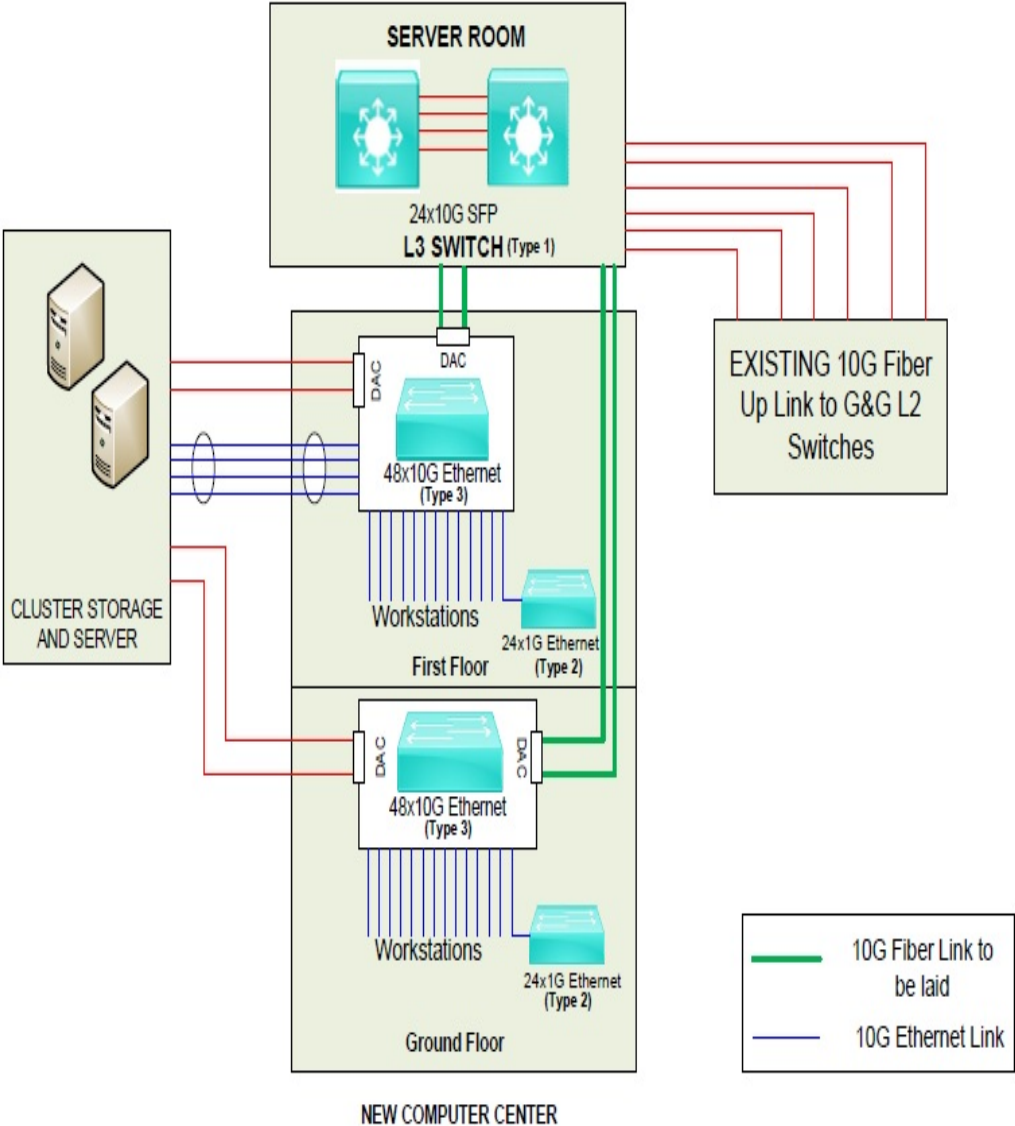 SERVER ROOM
24x10G SFP
L3 SWITCH (Type 1)
DAC
DAC
48x10G Ethernet
(Type 3)
Workstations
24x1G Ethernet
(Type 2)
First Floor
CLUSTER STORAGE
AND SERVER
EXISTING 10G Fiber
Up Link to G&G L2
Switches
DAC
DAC
48x10G Ethernet
(Type 3)
Workstations
24x1G Ethernet
(Type 2)
Ground Floor
10G Fiber Link to
be laid
10G Ethernet Link
NEW COMPUTER CENTER